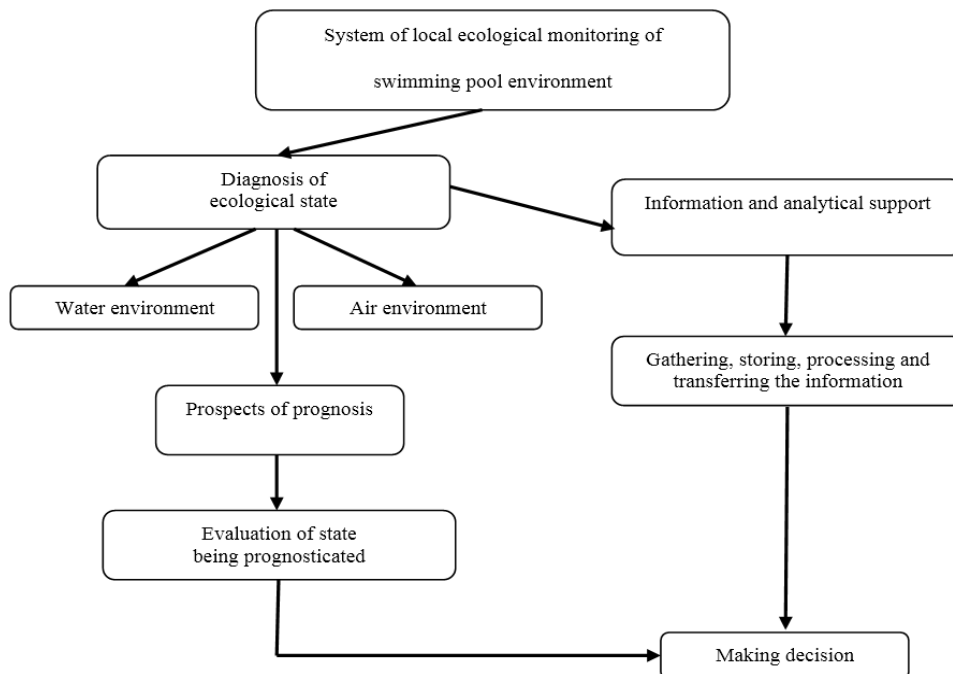 System of local ecological monitoring of
swimming pool environment
Diagnosis of
ecological state
Information and analytical support
Water environment
Air environment
Gathering, storing, processing and
transferring the information
Prospects of prognosis
Evaluation of state
being prognosticated
Making decision